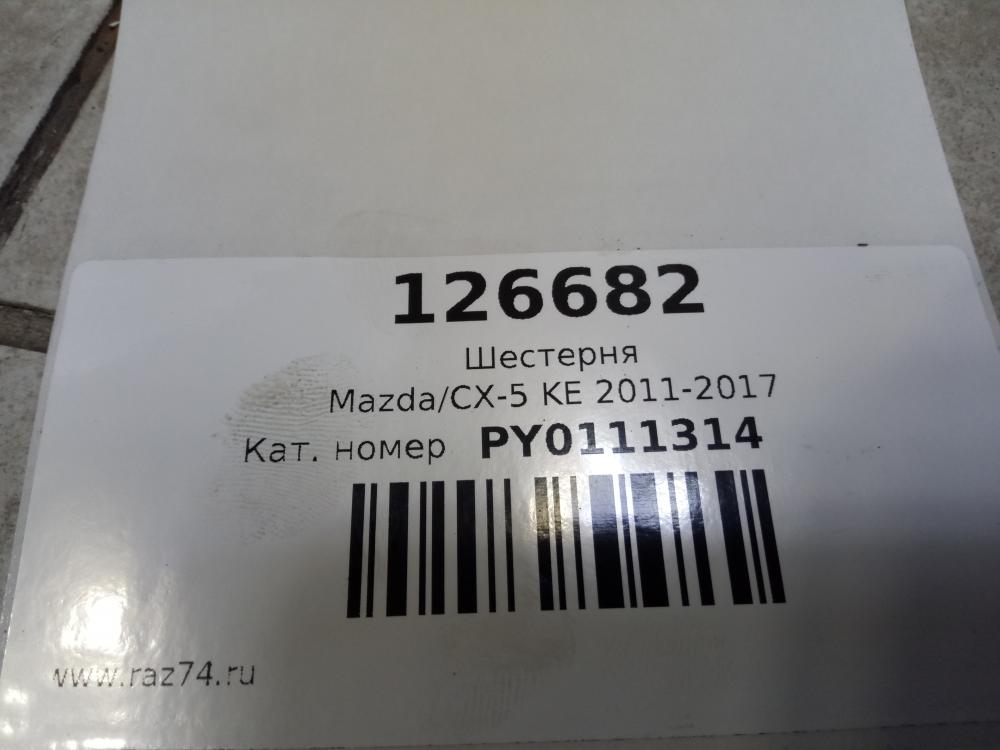 126682
Шестерня
Mazda/CX-5 KE 2011-2017
Кат. номер PY0111314
www.raz74.ru